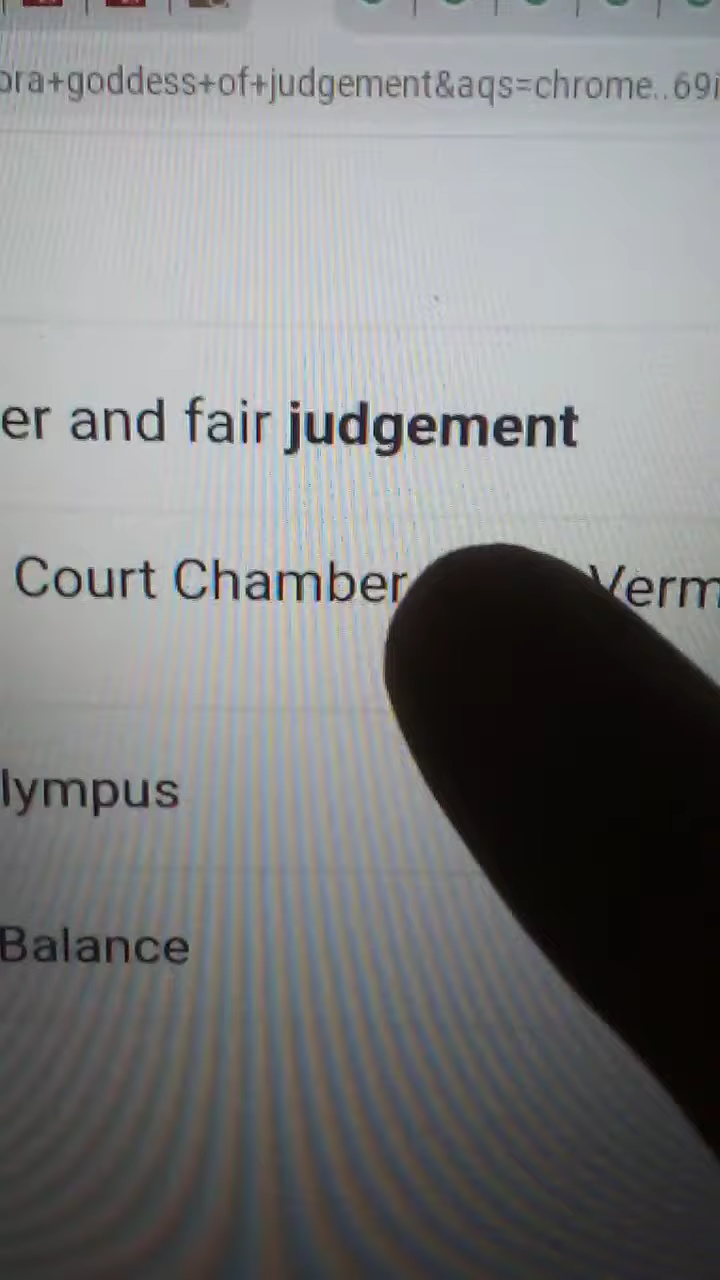 ora+goddess+of+judgement&aqs=chrome..69i
er and fair judgement
Court Chamber Verm
lympus
Balance